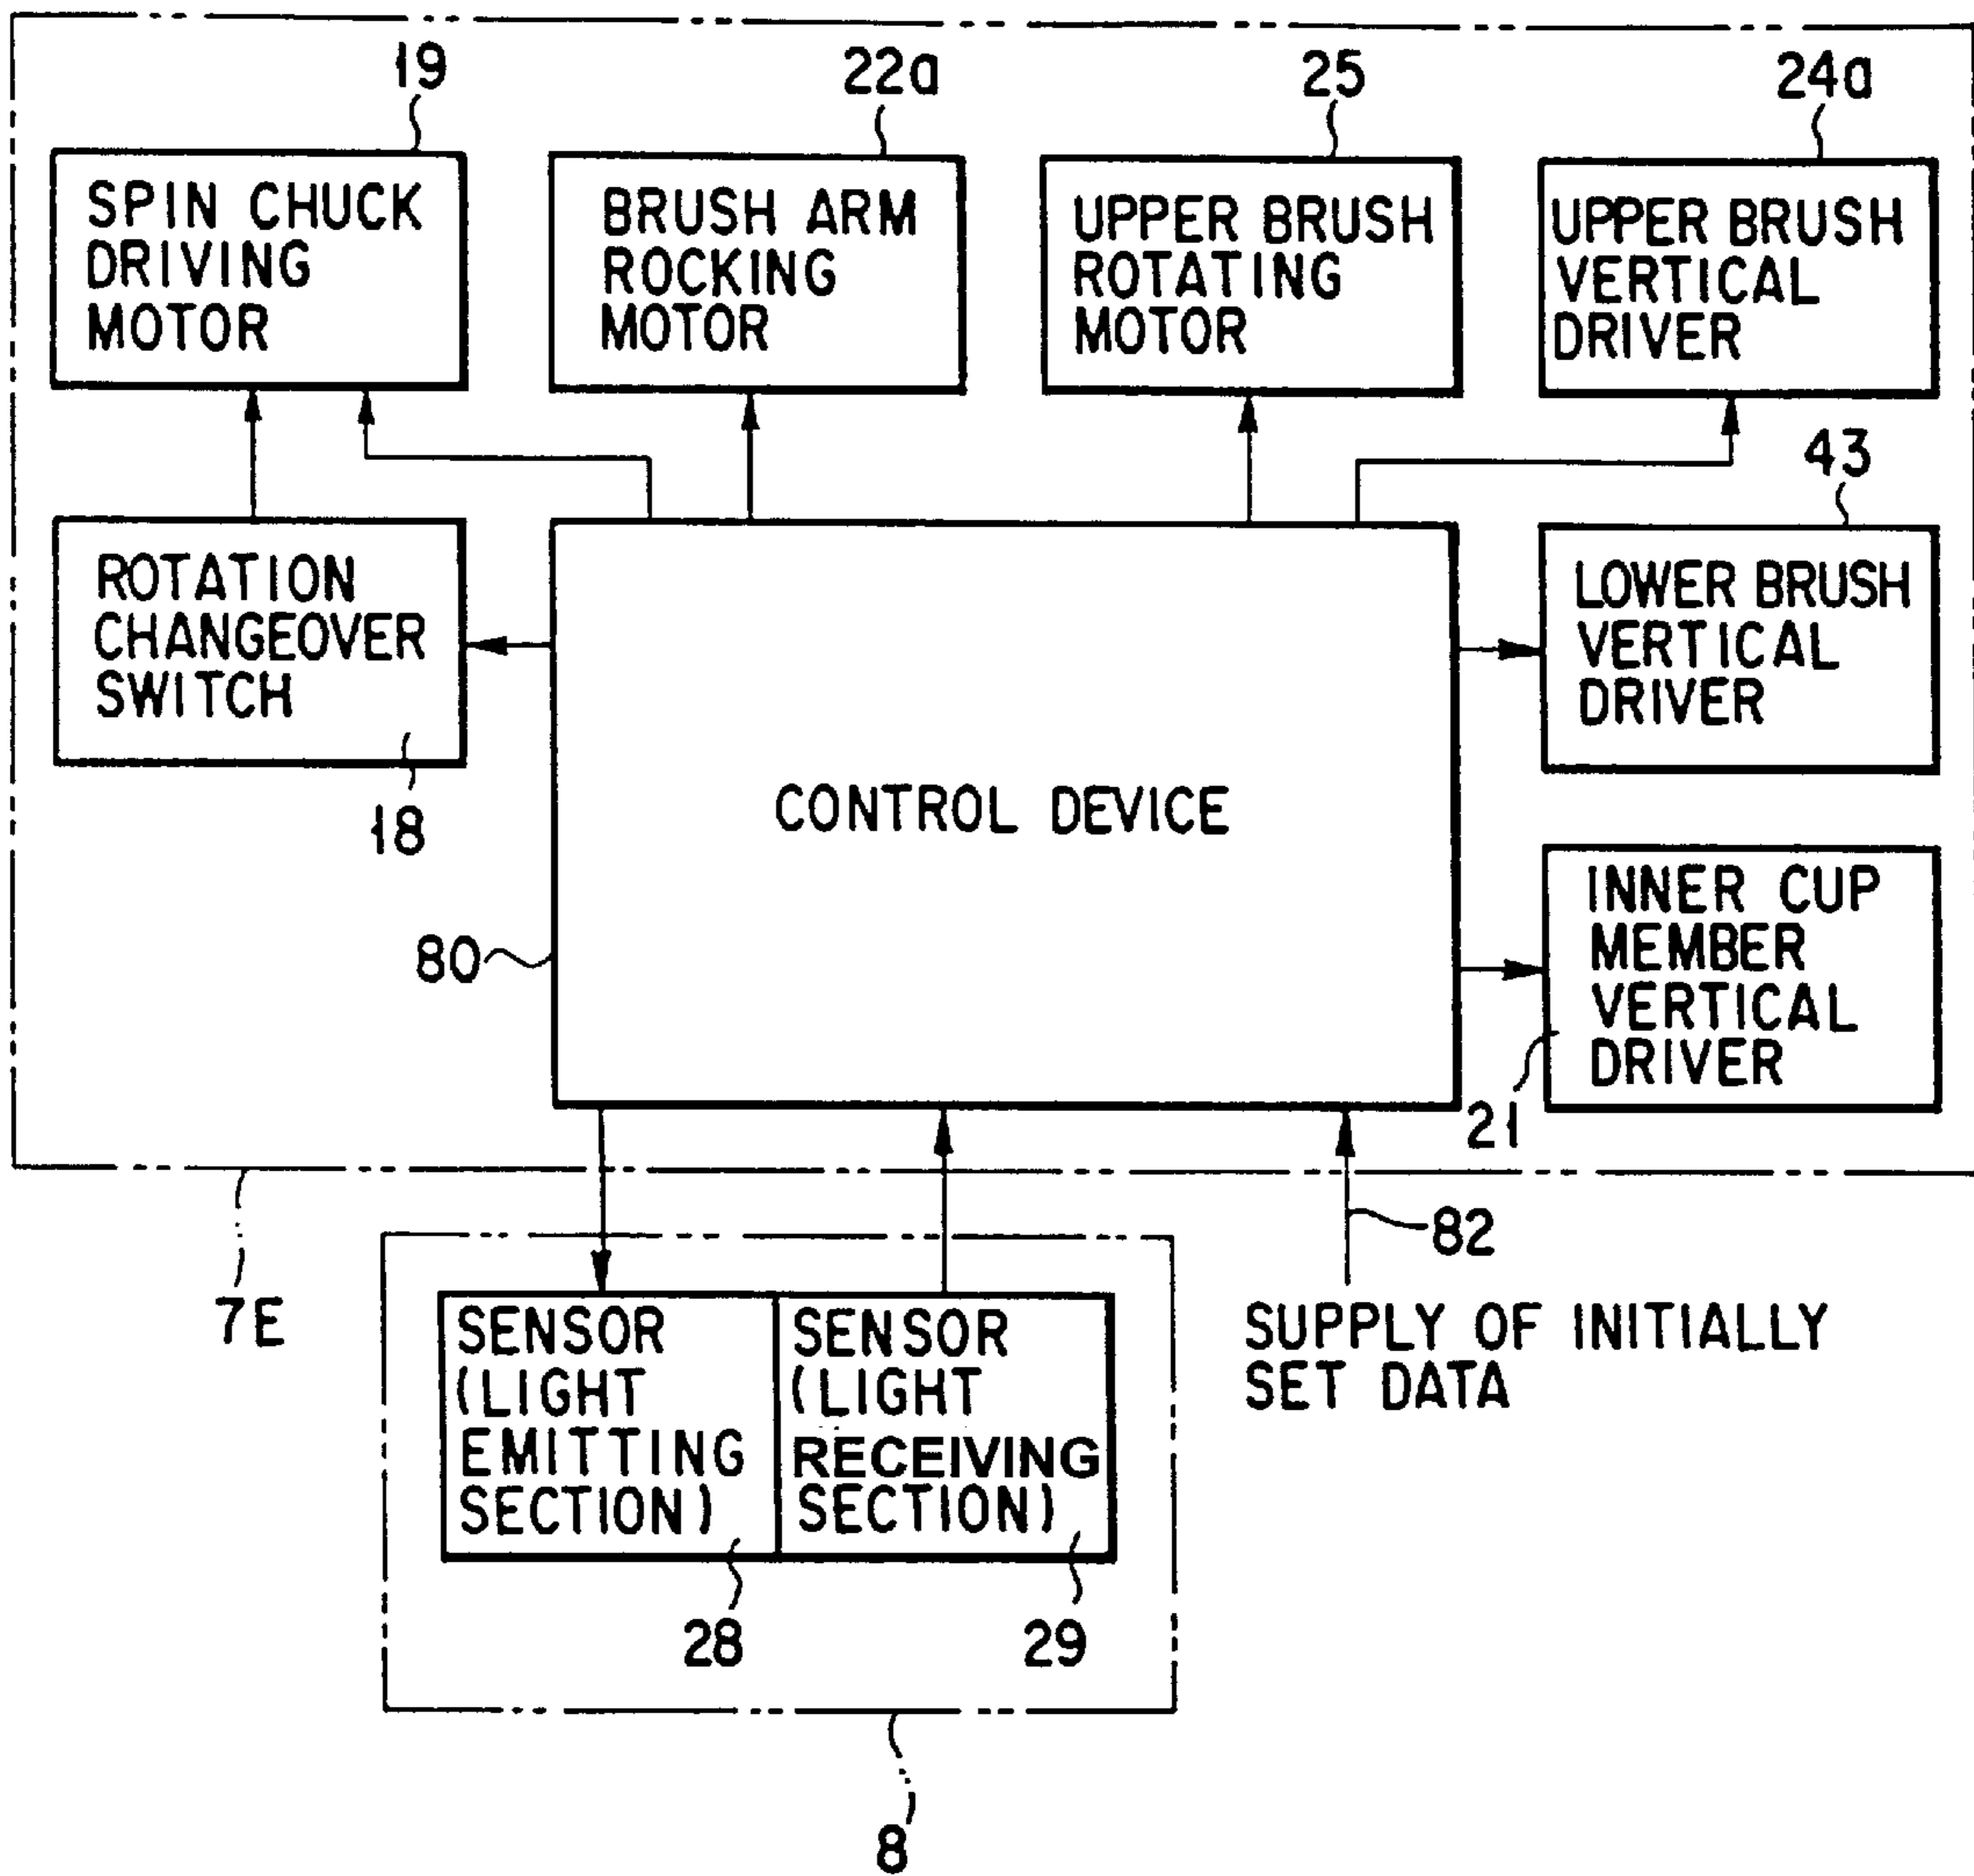 19
22a
25
24a
SPIN CHUCK
DRIVING
MOTOR
BRUSH ARM
ROCKING
MOTOR
UPPER BRUSH
ROTATING
MOTOR
UPPER BRUSH
VERTICAL
DRIVER
43
ROTATION
CHANGEOVER
SWITCH
18
LOWER BRUSH
VERTICAL
DRIVER
CONTROL DEVICE
80
INNER CUP
MEMBER
VERTICAL
DRIVER
21
82
7E
SENSOR
(LIGHT
EMITTING
SECTION)
SENSOR
(LIGHT
RECEIVING
SECTION)
SUPPLY OF INITIALLY
SET DATA
28
29
8